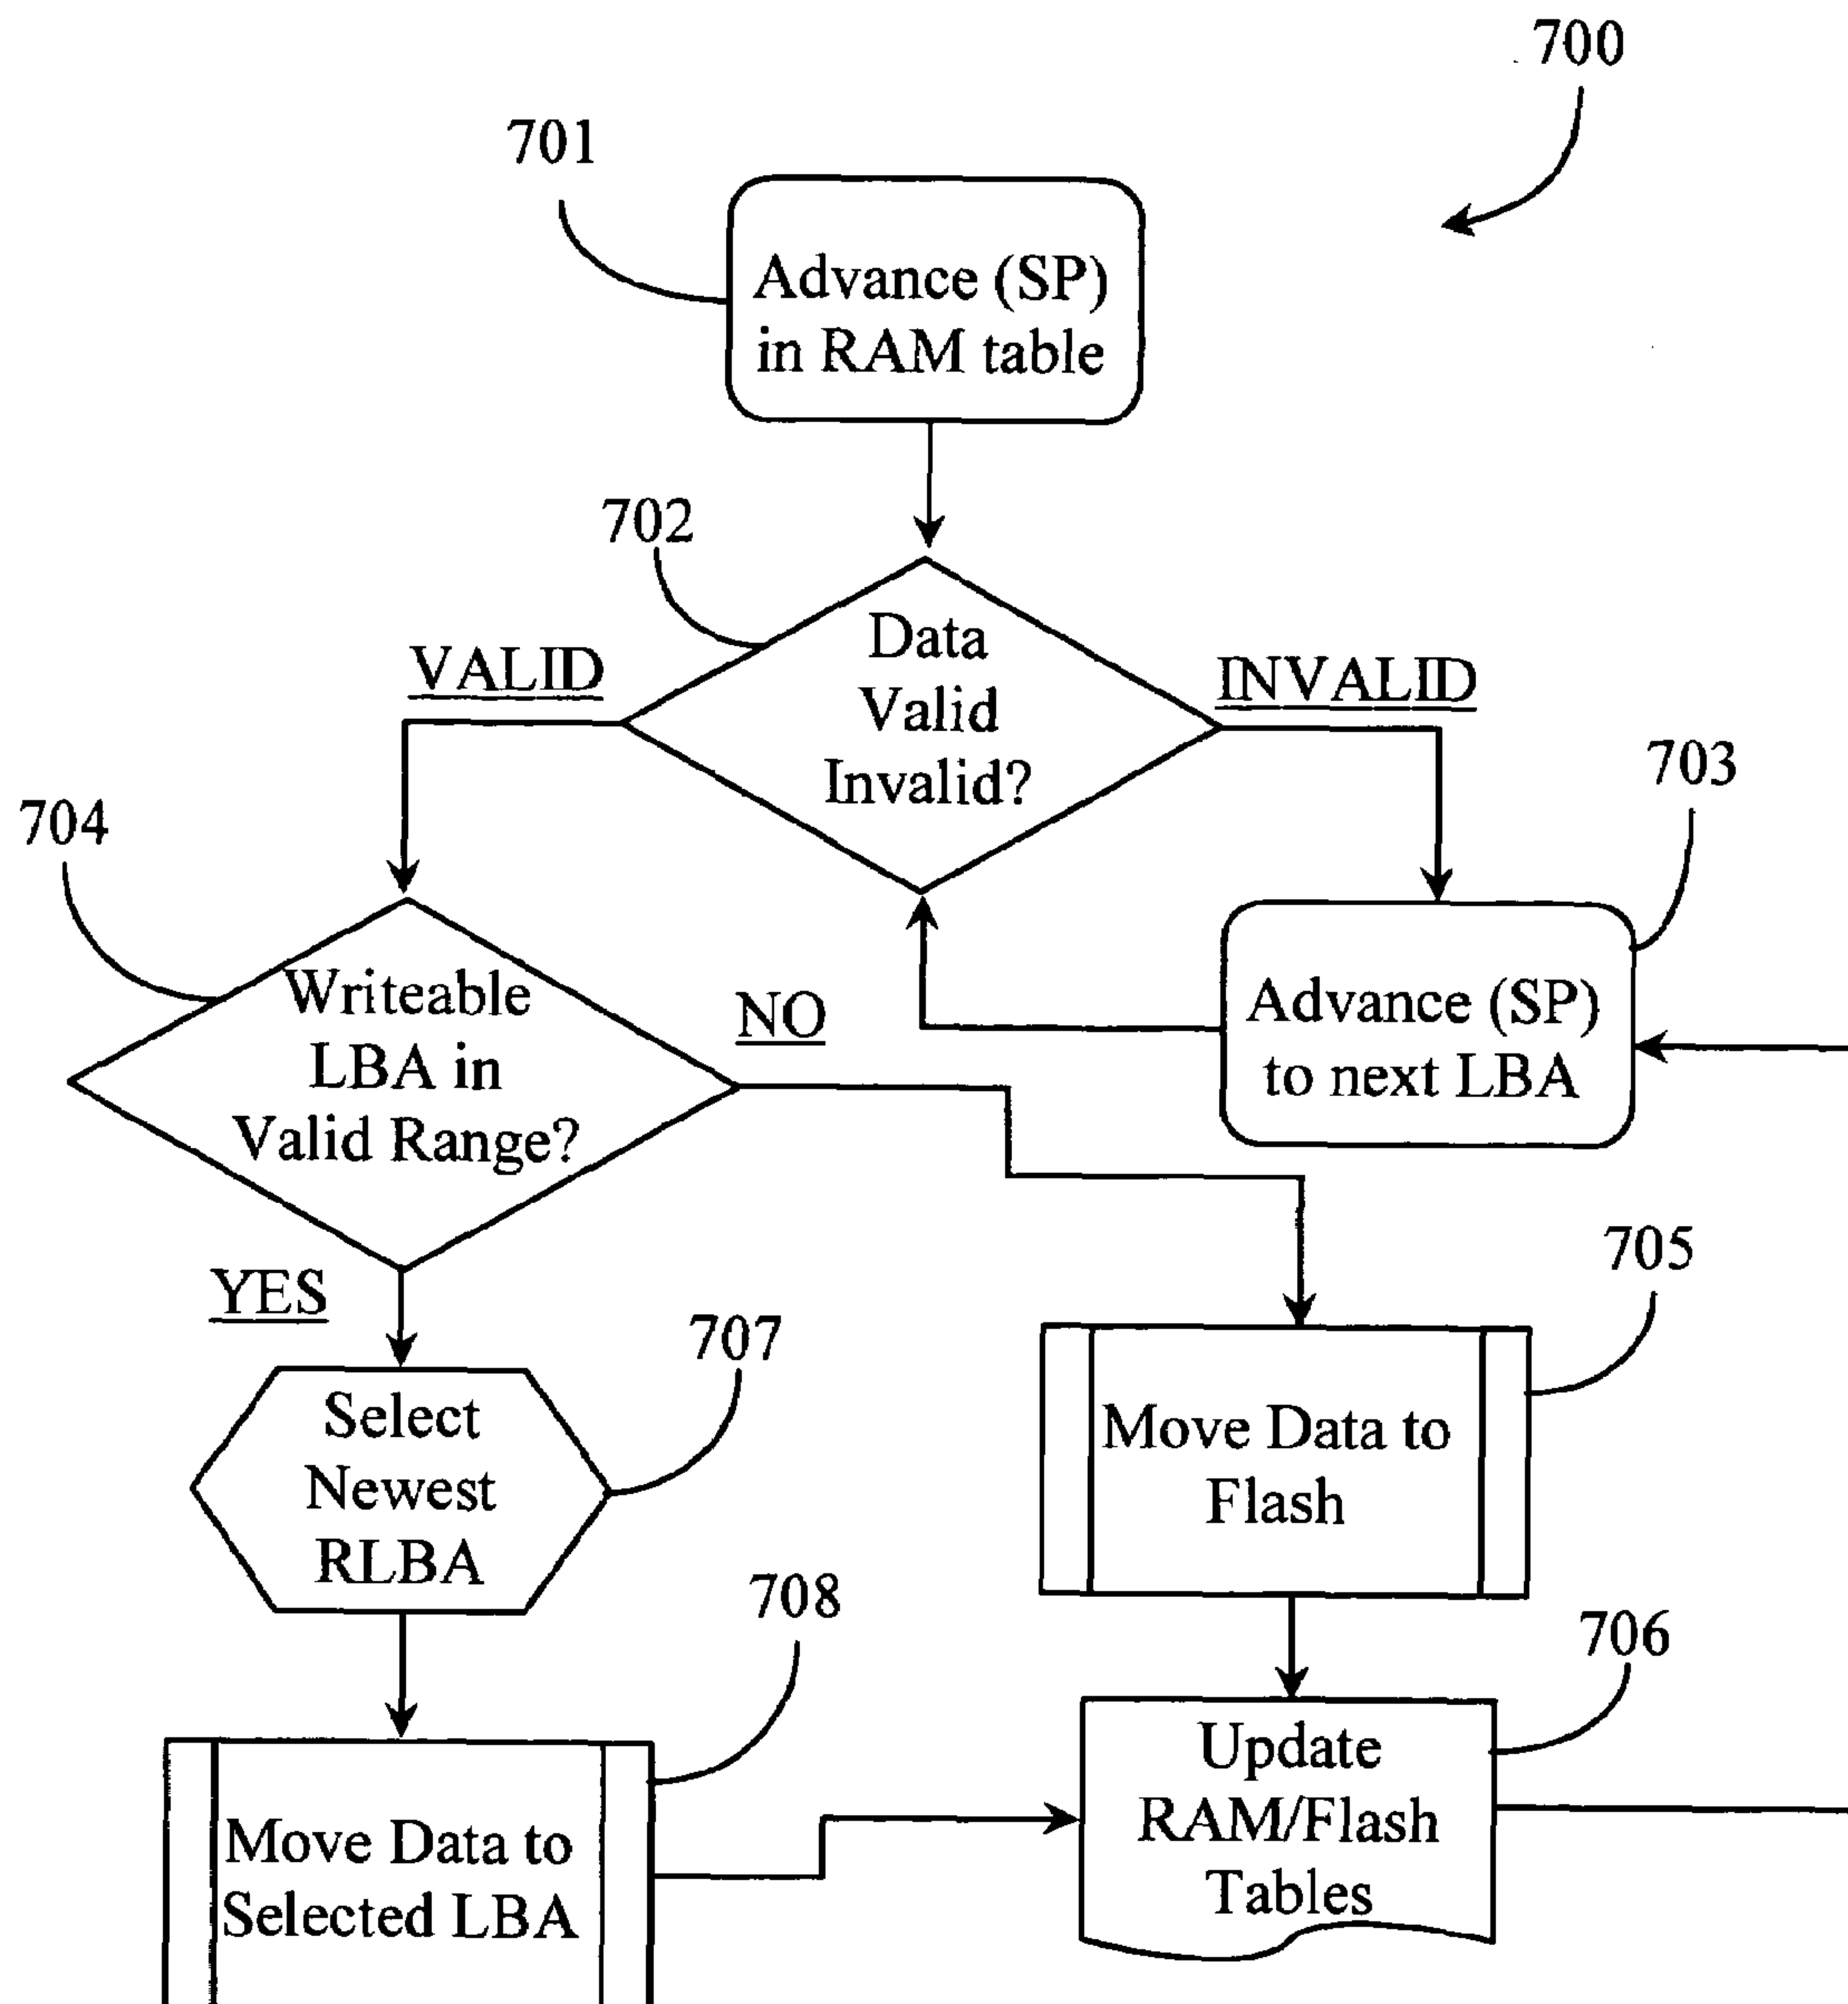 700
701
Advance (SP)
in RAM table
702
Data
Valid
Invalid?
VALID
INVALID
703
704
Writeable
LBA in
Valid Range?
NO
Advance (SP)
to next LBA
YES
705
707
Select
Newest
RLBA
Move Data to
Flash
708
706
Update
RAM/Flash
Tables
Move Data to
Selected LBA